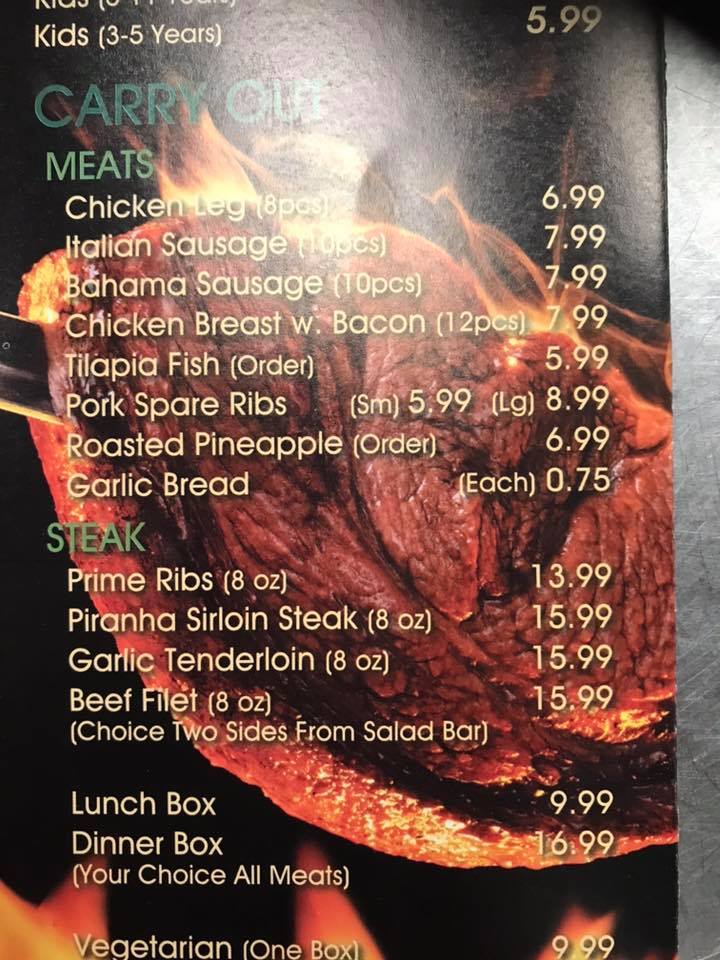 Kids
Kids (3-5 Years) 5.99
CARRY OUT
MEATS
Chicken Leg (8pcs) 6.99
Italian Sausage (10pcs) 7.99
Bahama Sausage (10pcs) 7.99
Chicken Breast w: Bacon (12pcs) 7.99
Tilapia Fish (Order) 5.99
Pork Spare Ribs (Sm) 5.99 (Lg) 8.99
Roasted Pineapple (Order) 6.99
Garlic Bread (Each) 0.75
STEAK
Prime Ribs (8 oz) 13.99
Piranha Sirloin Steak (8 oz) 15.99
Garlic Tenderloin (8 oz) 15.99
Beef Filet (8 oz) 15.99
(Choice Two Sides From Salad Bar)
Lunch Box 9.99
Dinner Box 16.99
(Your Choice All Meats)
Vegetarian (One Box) 9.99